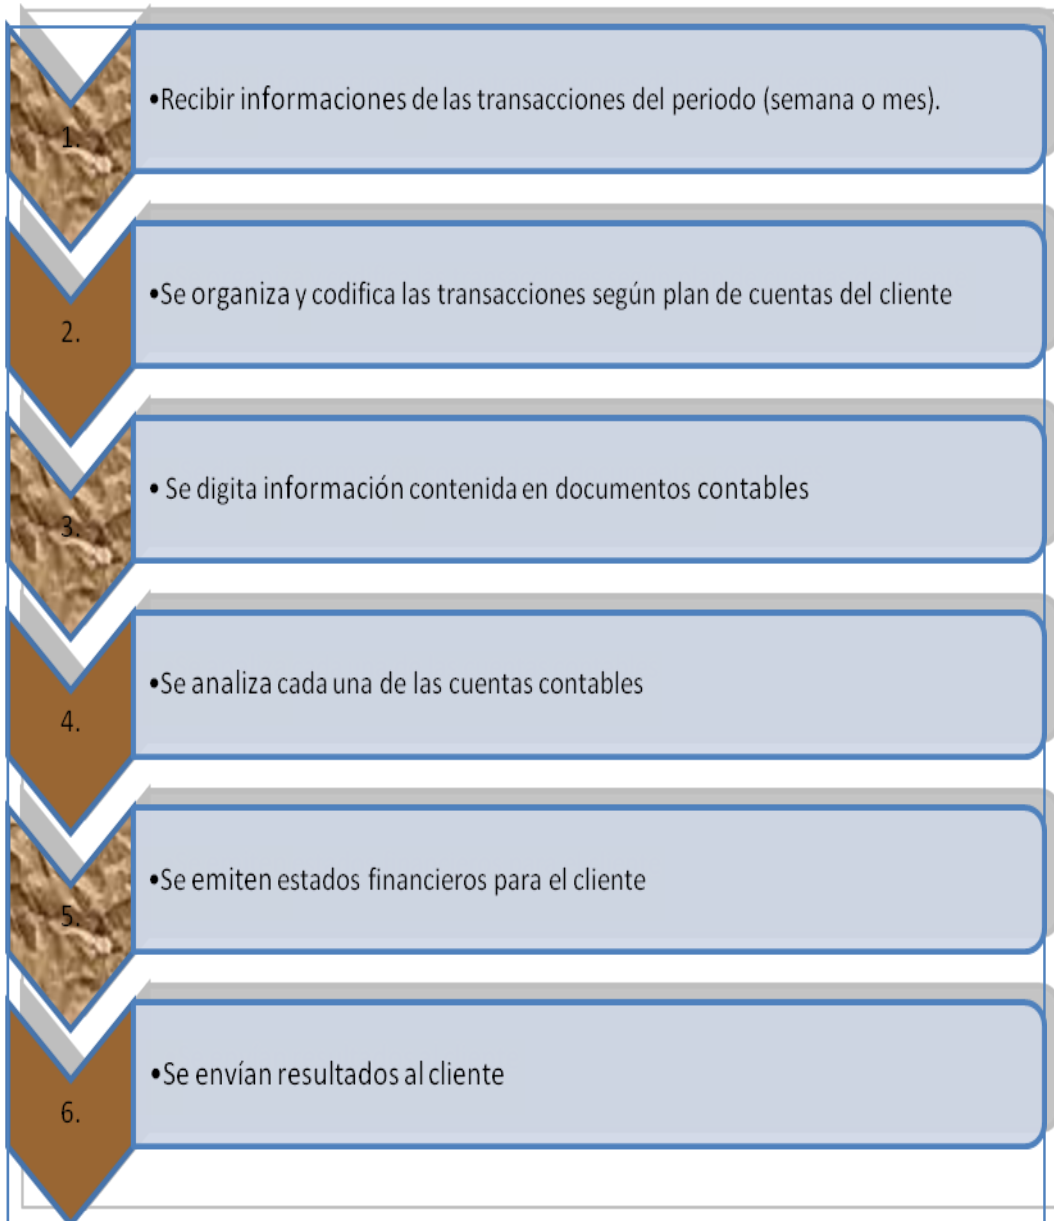 1.
•Recibir informaciones de las transacciones del periodo (semana o mes).
2.
•Se organiza y codifica las transacciones según plan de cuentas del cliente
3.
• Se digita información contenida en documentos contables
4.
•Se analiza cada una de las cuentas contables
5.
•Se emiten estados financieros para el cliente
6.
•Se envían resultados al cliente